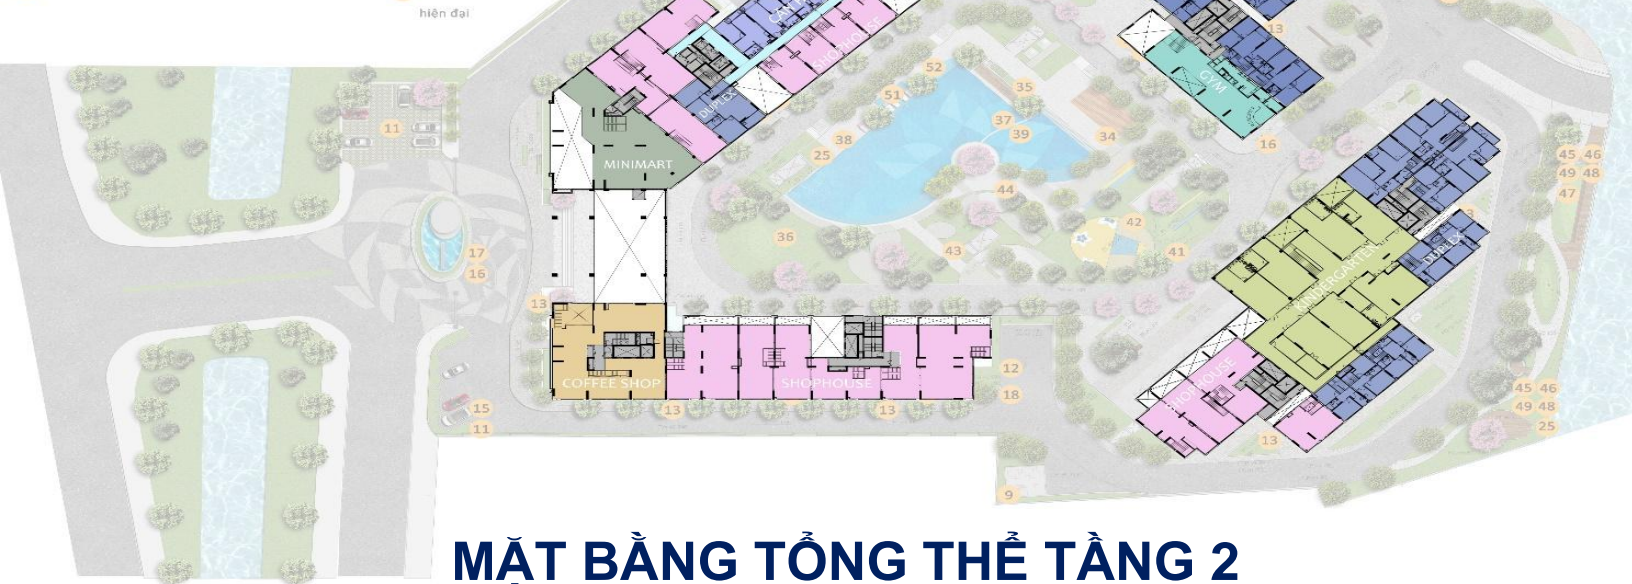 hiện đại
CĂN
SHOPHOUSE
13
GYM
52
35
51
DUPLEX
37
11
39
34
38
16
25
MINIMART
45 46
49 48
47
44
3
36
42
43
41
DUPLEX
17
16
KINDERGARTEN
13
12
COFFEE SHOP
SHOPHOUSE
SHOPHOUSE
18
45 46
15
13
13
49 48
11
25
13
9
MẶT BẰNG TỔNG THỂ TẦNG 2